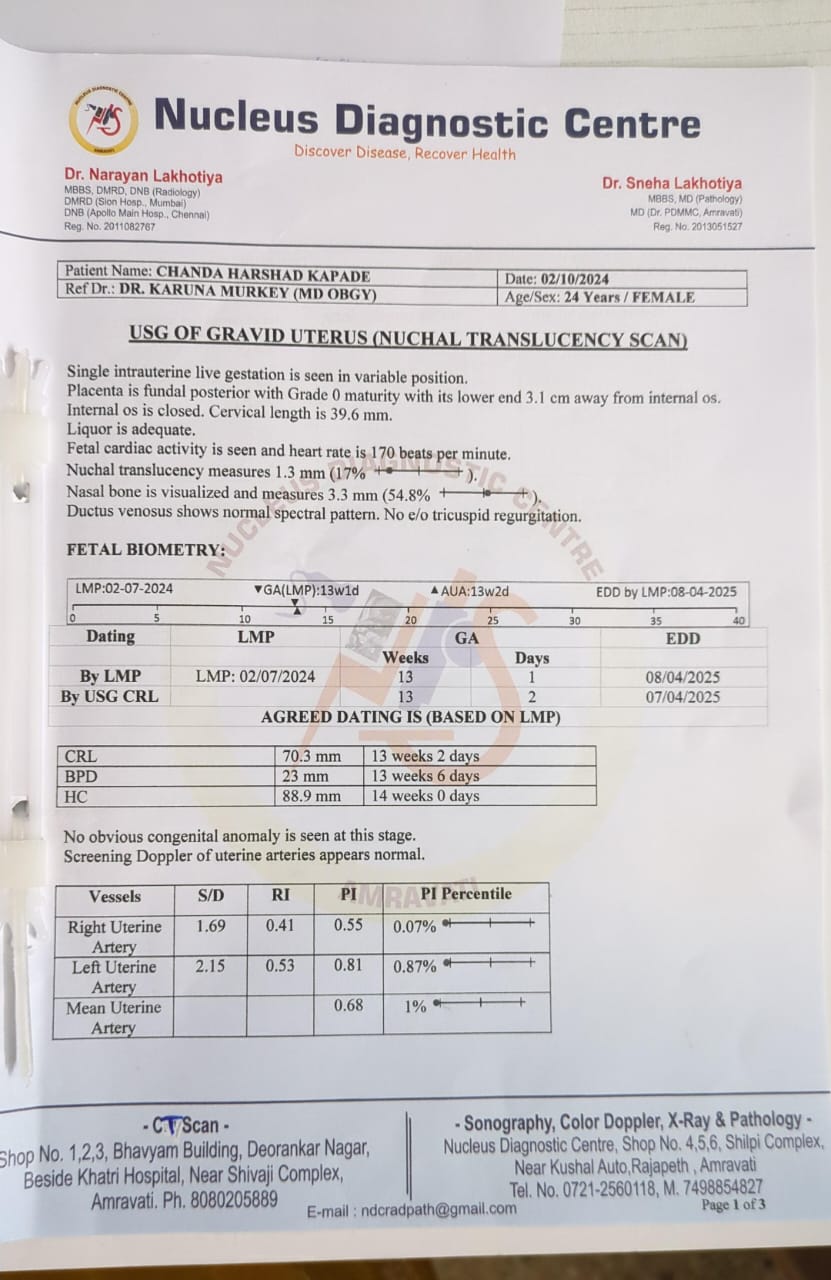 Nucleus Diagnostic Centre
Discover Disease, Recover Health
Dr. Narayan Lakhotiya
MBBS, DMRD, DNB (Radiology)
DMRD (Sion Hosp., Mumbai)
DNB (Apollo Main Hosp., Chennai)
Reg. No. 2011082767
Dr. Sneha Lakhotiya
MBBS, MD (Pathology)
MD (Dr. PDMMC, Amravati)
Reg. No. 2013051527
Patient Name: CHANDA HARSHAD KAPADE Date: 02/10/2024
Ref Dr.: DR. KARUNA MURKEY (MD OBGY) Age/Sex: 24 Years / FEMALE
USG OF GRAVID UTERUS (NUCHAL TRANSLUCENCY SCAN)
Single intrauterine live gestation is seen in variable position.
Placenta is fundal posterior with Grade 0 maturity with its lower end 3.1 cm away from internal os.
Internal os is closed. Cervical length is 39.6 mm.
Liquor is adequate.
Fetal cardiac activity is seen and heart rate is 170 beats per minute.
Nuchal translucency measures 1.3 mm (17% ).
Nasal bone is visualized and measures 3.3 mm (54.8% ).
Ductus venosus shows normal spectral pattern. No e/o tricuspid regurgitation.
FETAL BIOMETRY:
LMP:02-07-2024 ▼GA(LMP):13w1d ▲AUA:13w2d EDD by LMP:08-04-2025
0 5 10 15 20 25 30 35 40
Dating LMP GA EDD
Weeks Days
By LMP LMP: 02/07/2024 13 1 08/04/2025
By USG CRL 13 2 07/04/2025
AGREED DATING IS (BASED ON LMP)
CRL 70.3 mm 13 weeks 2 days
BPD 23 mm 13 weeks 6 days
HC 88.9 mm 14 weeks 0 days
No obvious congenital anomaly is seen at this stage.
Screening Doppler of uterine arteries appears normal.
Vessels S/D RI PI PI Percentile
Right Uterine 1.69 0.41 0.55 0.07%
Artery
Left Uterine 2.15 0.53 0.81 0.87%
Artery
Mean Uterine 0.68 1%
Artery
NUCLEUS DIAGNOSTIC CENTRE
AMRAVATI
- CT Scan -
Shop No. 1,2,3, Bhavyam Building, Deorankar Nagar,
Beside Khatri Hospital, Near Shivaji Complex,
Amravati. Ph. 8080205889
- Sonography, Color Doppler, X-Ray & Pathology -
Nucleus Diagnostic Centre, Shop No. 4,5,6, Shilpi Complex,
Near Kushal Auto,Rajapeth , Amravati
Tel. No. 0721-2560118, M. 7498854827
E-mail : ndcradpath@gmail.com
Page 1 of 3